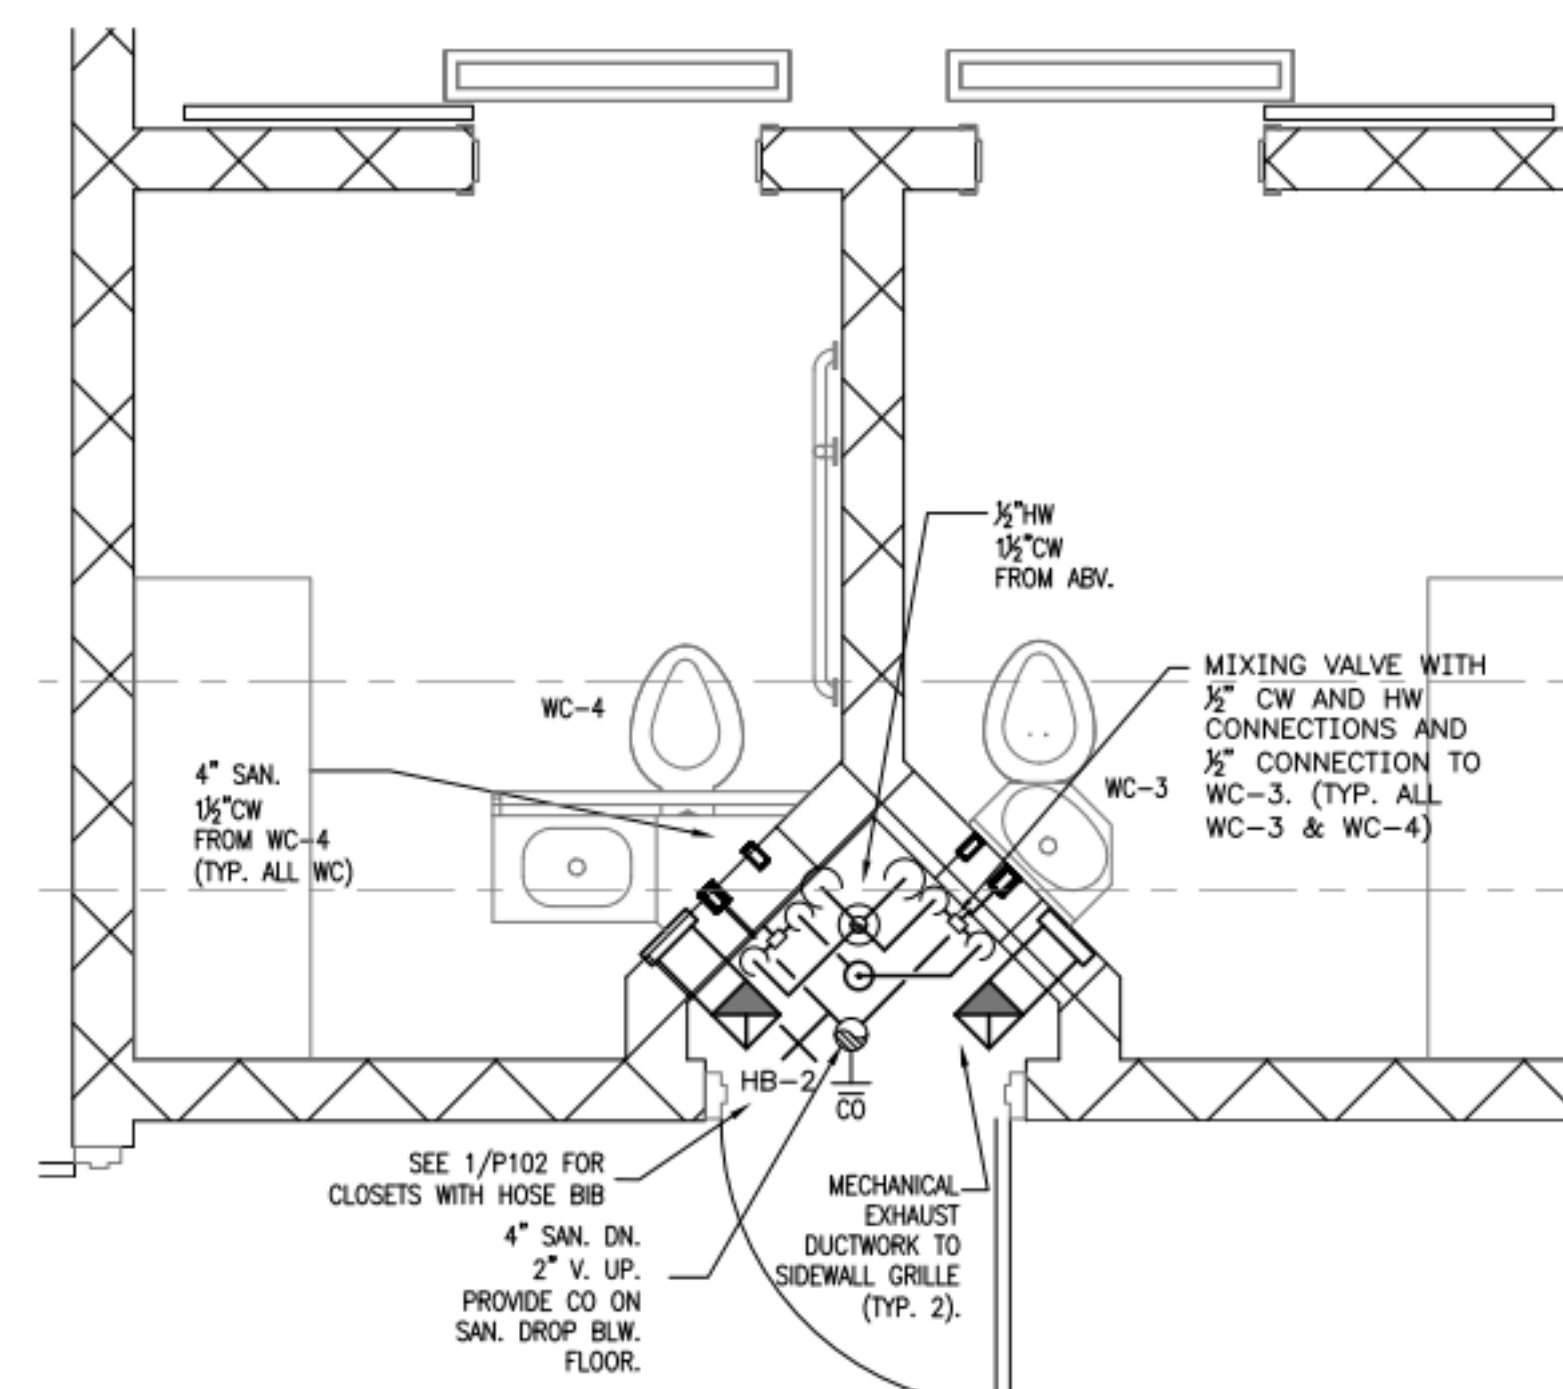 ½"HW
1½"CW
FROM ABV.
MIXING VALVE WITH
½" CW AND HW
CONNECTIONS AND
½" CONNECTION TO
WC-3. (TYP. ALL
WC-3 & WC-4)
WC-4
WC-3
4" SAN.
1½"CW
FROM WC-4
(TYP. ALL WC)
HB-2
CO
SEE 1/P102 FOR
CLOSETS WITH HOSE BIB
4" SAN. DN.
2" V. UP.
PROVIDE CO ON
SAN. DROP BLW.
FLOOR.
MECHANICAL
EXHAUST
DUCTWORK TO
SIDEWALL GRILLE
(TYP. 2).